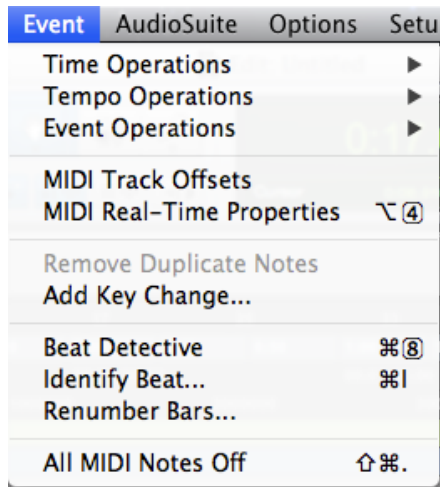 Event AudioSuite Options Setu
Time Operations ▶
Tempo Operations ▶
Event Operations ▶
MIDI Track Offsets
MIDI Real-Time Properties ⌥4
Remove Duplicate Notes
Add Key Change...
Beat Detective ⌘8
Identify Beat... ⌘I
Renumber Bars...
All MIDI Notes Off ⇧⌘.